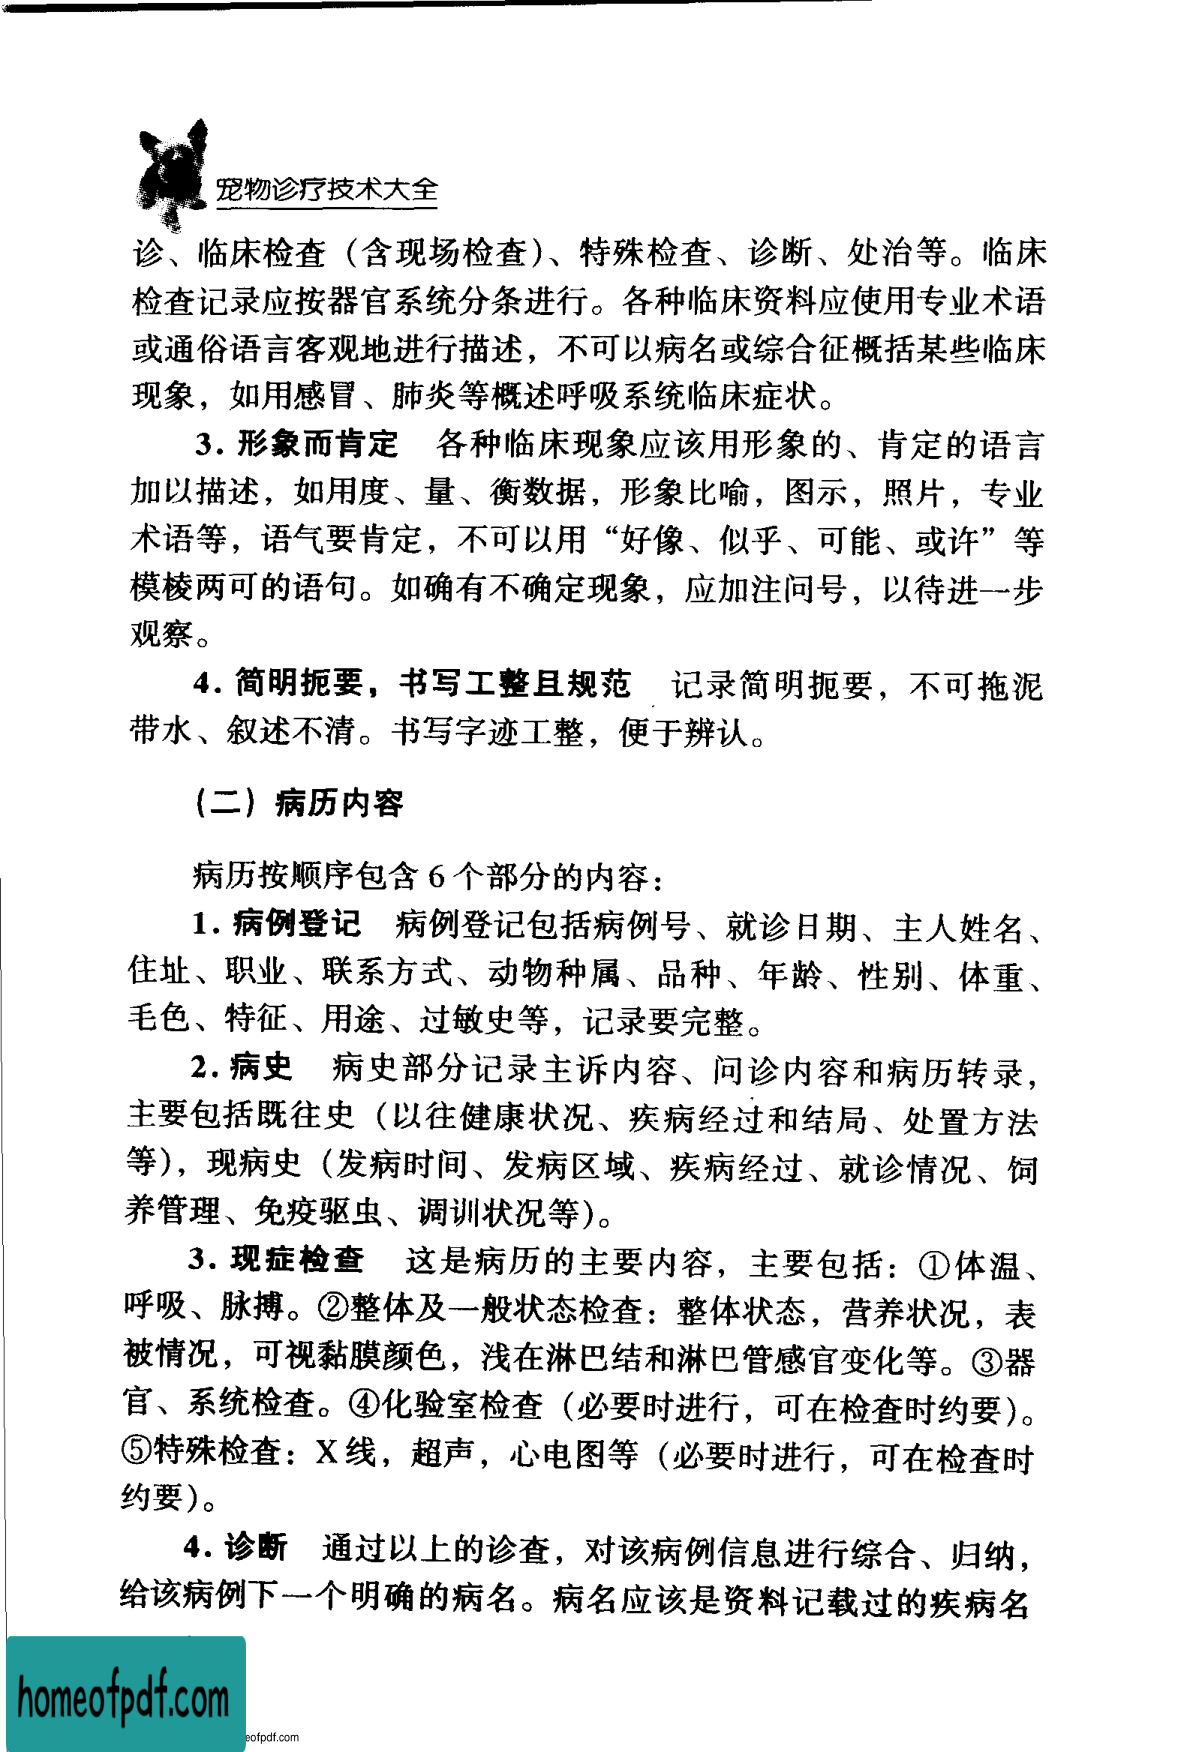 宠物诊疗技术大全
诊、临床检查（含现场检查）、特殊检查、诊断、处治等。临床
检查记录应按器官系统分条进行。各种临床资料应使用专业术语
或通俗语言客观地进行描述，不可以病名或综合征概括某些临床
现象，如用感冒、肺炎等概述呼吸系统临床症状。
3. 形象而肯定　各种临床现象应该用形象的、肯定的语言
加以描述，如用度、量、衡数据，形象比喻，图示，照片，专业
术语等，语气要肯定，不可以用“好像、似乎、可能、或许”等
模棱两可的语句。如确有不确定现象，应加注问号，以待进一步
观察。
4. 简明扼要，书写工整且规范　记录简明扼要，不可拖泥
带水、叙述不清。书写字迹工整，便于辨认。
（二）病历内容
病历按顺序包含 6 个部分的内容：
1. 病例登记　病例登记包括病例号、就诊日期、主人姓名、
住址、职业、联系方式、动物种属、品种、年龄、性别、体重、
毛色、特征、用途、过敏史等，记录要完整。
2. 病史　病史部分记录主诉内容、问诊内容和病历转录，
主要包括既往史（以往健康状况、疾病经过和结局、处置方法
等），现病史（发病时间、发病区域、疾病经过、就诊情况、饲
养管理、免疫驱虫、调训状况等）。
3. 现症检查　这是病历的主要内容，主要包括：①体温、
呼吸、脉搏。②整体及一般状态检查：整体状态，营养状况，表
被情况，可视黏膜颜色，浅在淋巴结和淋巴管感官变化等。③器
官、系统检查。④化验室检查（必要时进行，可在检查时约要）。
⑤特殊检查：X 线，超声，心电图等（必要时进行，可在检查时
约要）。
4. 诊断　通过以上的诊查，对该病例信息进行综合、归纳，
给该病例下一个明确的病名。病名应该是资料记载过的疾病名
homeofpdf.com
eofpdf.com